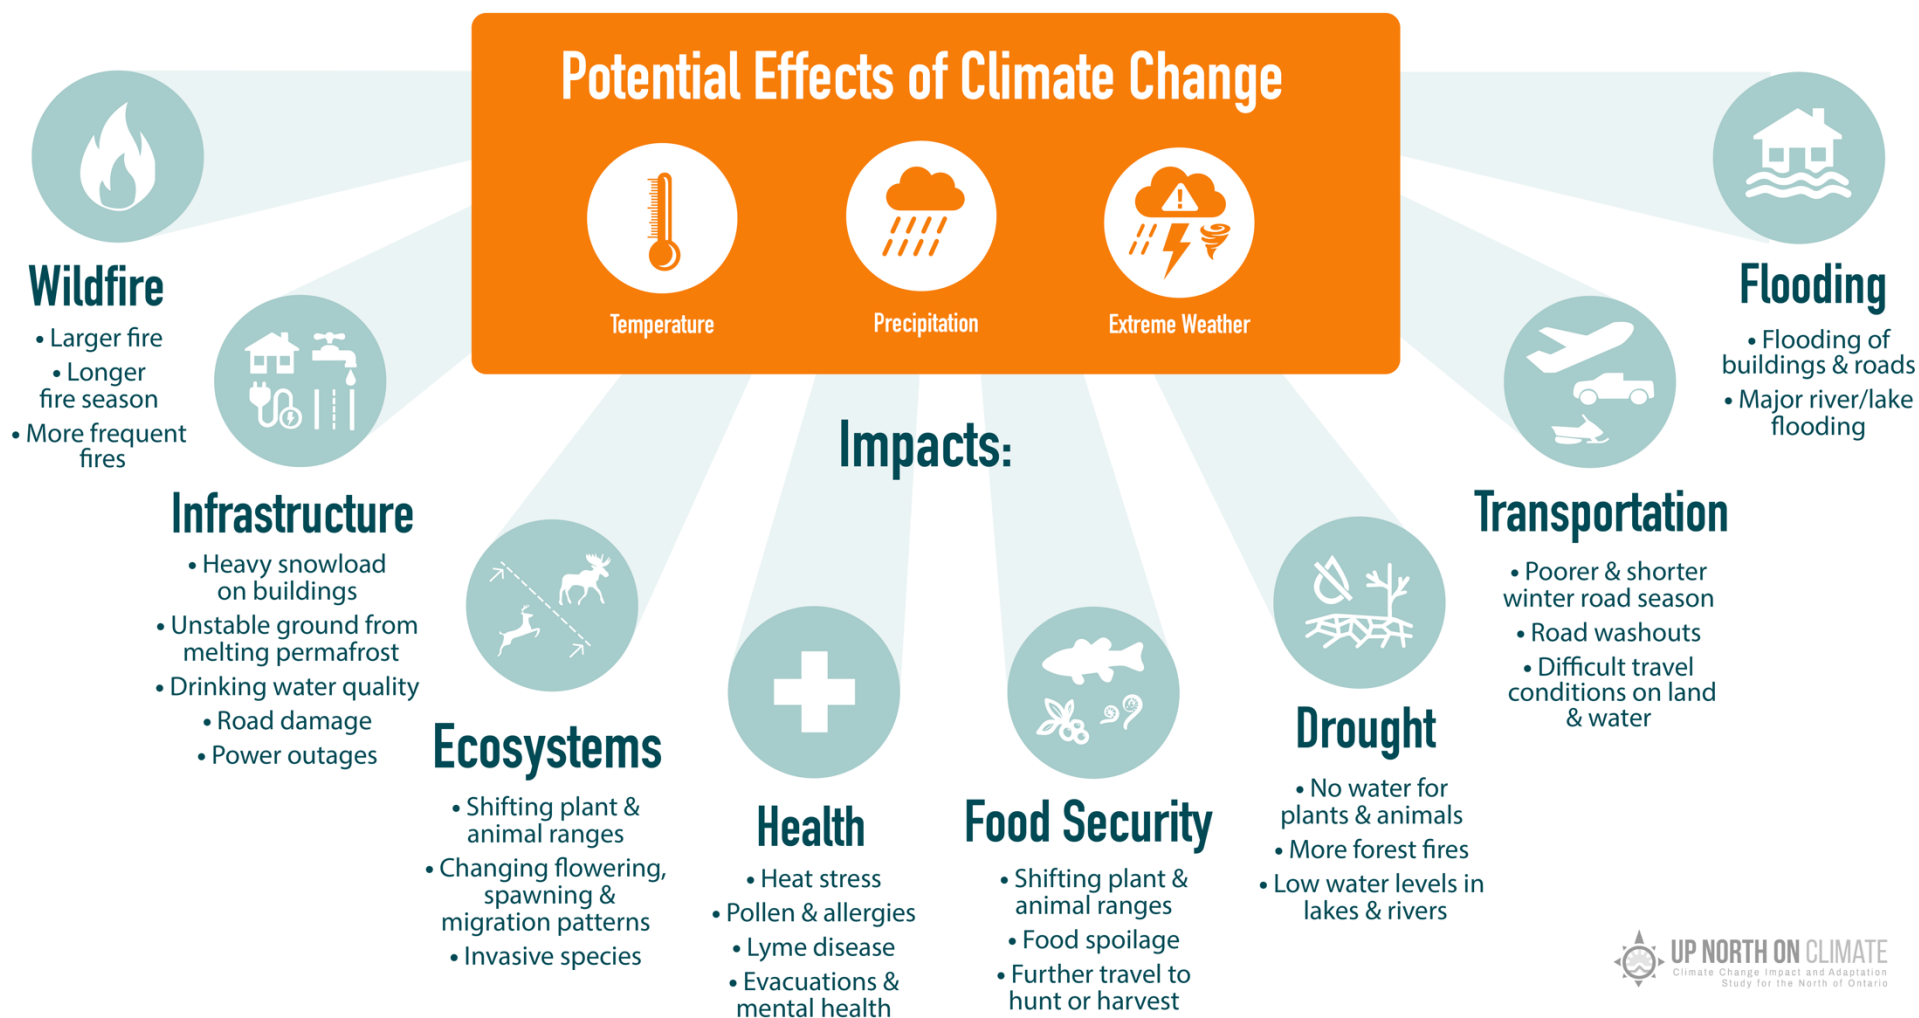 Potential Effects of Climate Change
Temperature
Precipitation
Extreme Weather
Impacts:
Wildfire
• Larger fire
• Longer
fire season
• More frequent
fires
Infrastructure
• Heavy snowload
on buildings
• Unstable ground from
melting permafrost
• Drinking water quality
• Road damage
• Power outages
Ecosystems
• Shifting plant &
animal ranges
• Changing flowering,
spawning &
migration patterns
• Invasive species
Health
• Heat stress
• Pollen & allergies
• Lyme disease
• Evacuations &
mental health
Food Security
• Shifting plant &
animal ranges
• Food spoilage
• Further travel to
hunt or harvest
Drought
• No water for
plants & animals
• More forest fires
• Low water levels in
lakes & rivers
Transportation
• Poorer & shorter
winter road season
• Road washouts
• Difficult travel
conditions on land
& water
Flooding
• Flooding of
buildings & roads
• Major river/lake
flooding
UP NORTH ON CLIMATE
Climate Change Impact and Adaptation
Study for the North of Ontario